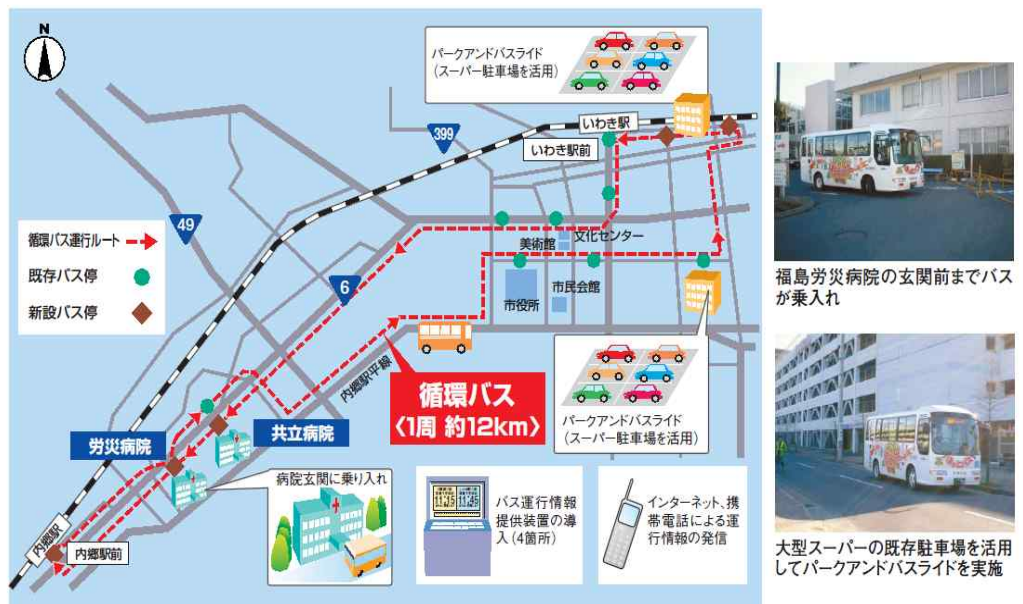 N
パークアンドバスライド
(スーパー駐車場を活用)
399
いわき駅
いわき駅前
49
循環バス運行ルート
既存バス停
新設バス停
6
美術館
文化センター
市役所
市民会館
内郷駅平線
循環バス
〈1周 約12km〉
パークアンドバスライド
(スーパー駐車場を活用)
労災病院
共立病院
内郷駅
内郷駅前
病院玄関に乗り入れ
バス運行情報
提供装置の導
入(4箇所)
インターネット、携
帯電話による運
行情報の発信
福島労災病院の玄関前までバス
が乗入れ
大型スーパーの既存駐車場を活用
してパークアンドバスライドを実施